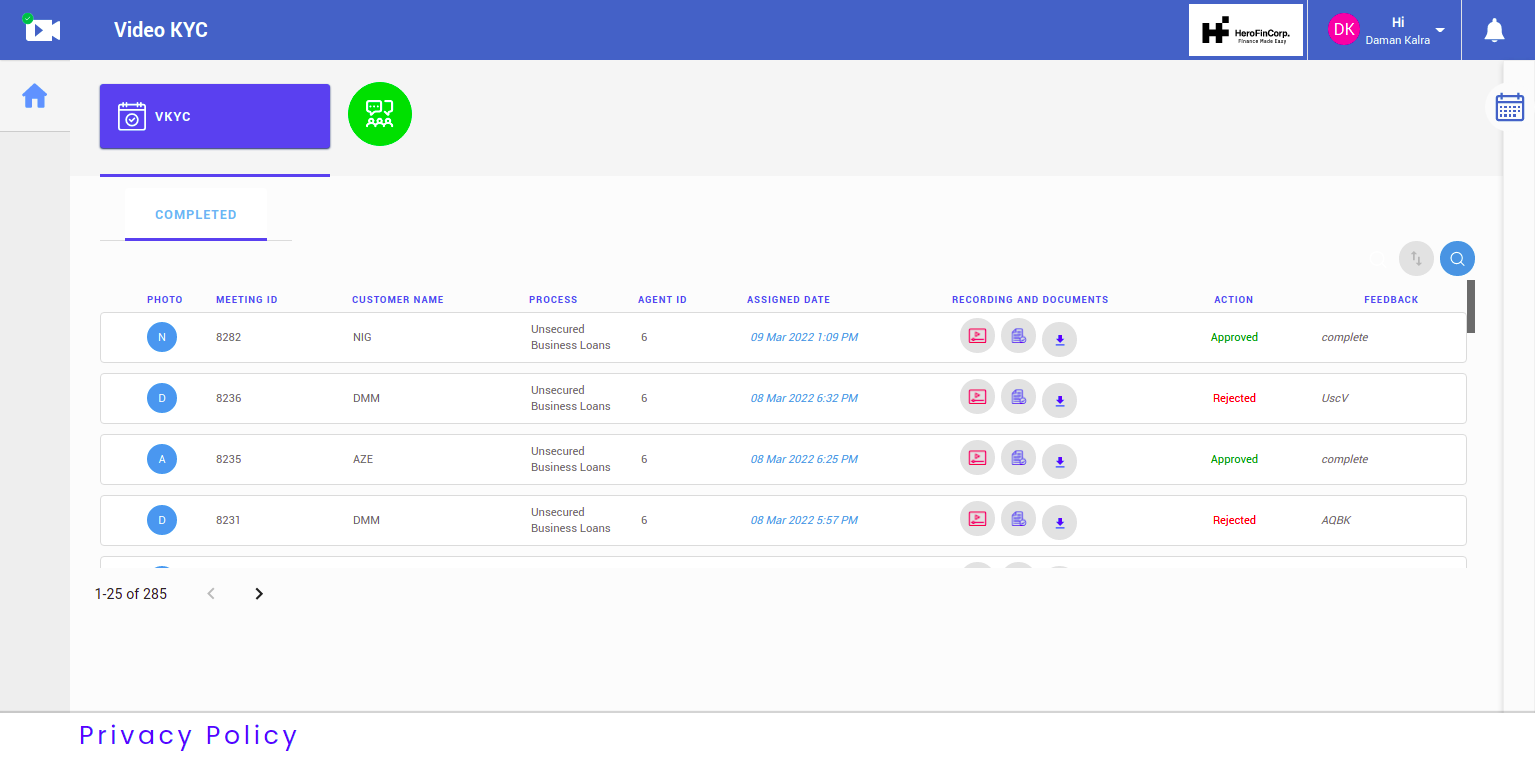 Video KYC
HeroFinCorp.
Finance Made Easy
DK
Hi
Daman Kalra
VKYC
COMPLETED
PHOTO MEETING ID CUSTOMER NAME PROCESS AGENT ID ASSIGNED DATE RECORDING AND DOCUMENTS ACTION FEEDBACK
N 8282 NIG Unsecured Business Loans 6 09 Mar 2022 1:09 PM Approved complete
D 8236 DMM Unsecured Business Loans 6 08 Mar 2022 6:32 PM Rejected UscV
A 8235 AZE Unsecured Business Loans 6 08 Mar 2022 6:25 PM Approved complete
D 8231 DMM Unsecured Business Loans 6 08 Mar 2022 5:57 PM Rejected AQBK
1-25 of 285
Privacy Policy